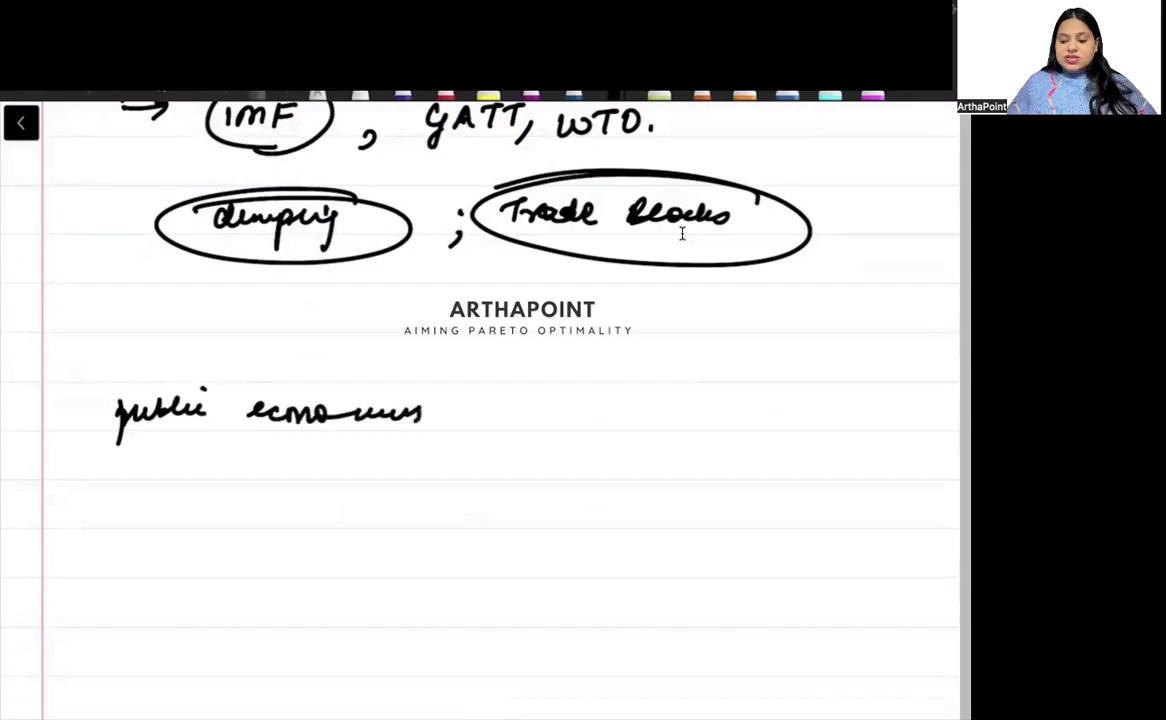 → IMF, GATT, WTO.
dumping ; Trade Blocks
ARTHAPOINT
AIMING PARETO OPTIMALITY
public economics
ArthaPoint